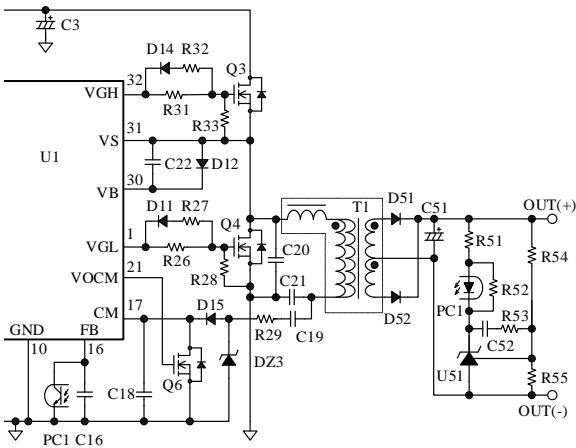 C3
D14 R32
Q3
32
VGH
R31
R33
31
VS
U1
C22
D12
30
VB
D11 R27
Q4
1
VGL
R26
R28
21
VOCM
C20
C21
T1
D51
C51
OUT(+)
R51
R54
R52
PC1
D52
R53
C52
U51
R55
OUT(-)
17
CM
D15
R29
C19
DZ3
GND
FB
10
16
Q6
C18
PC1 C16
+
+